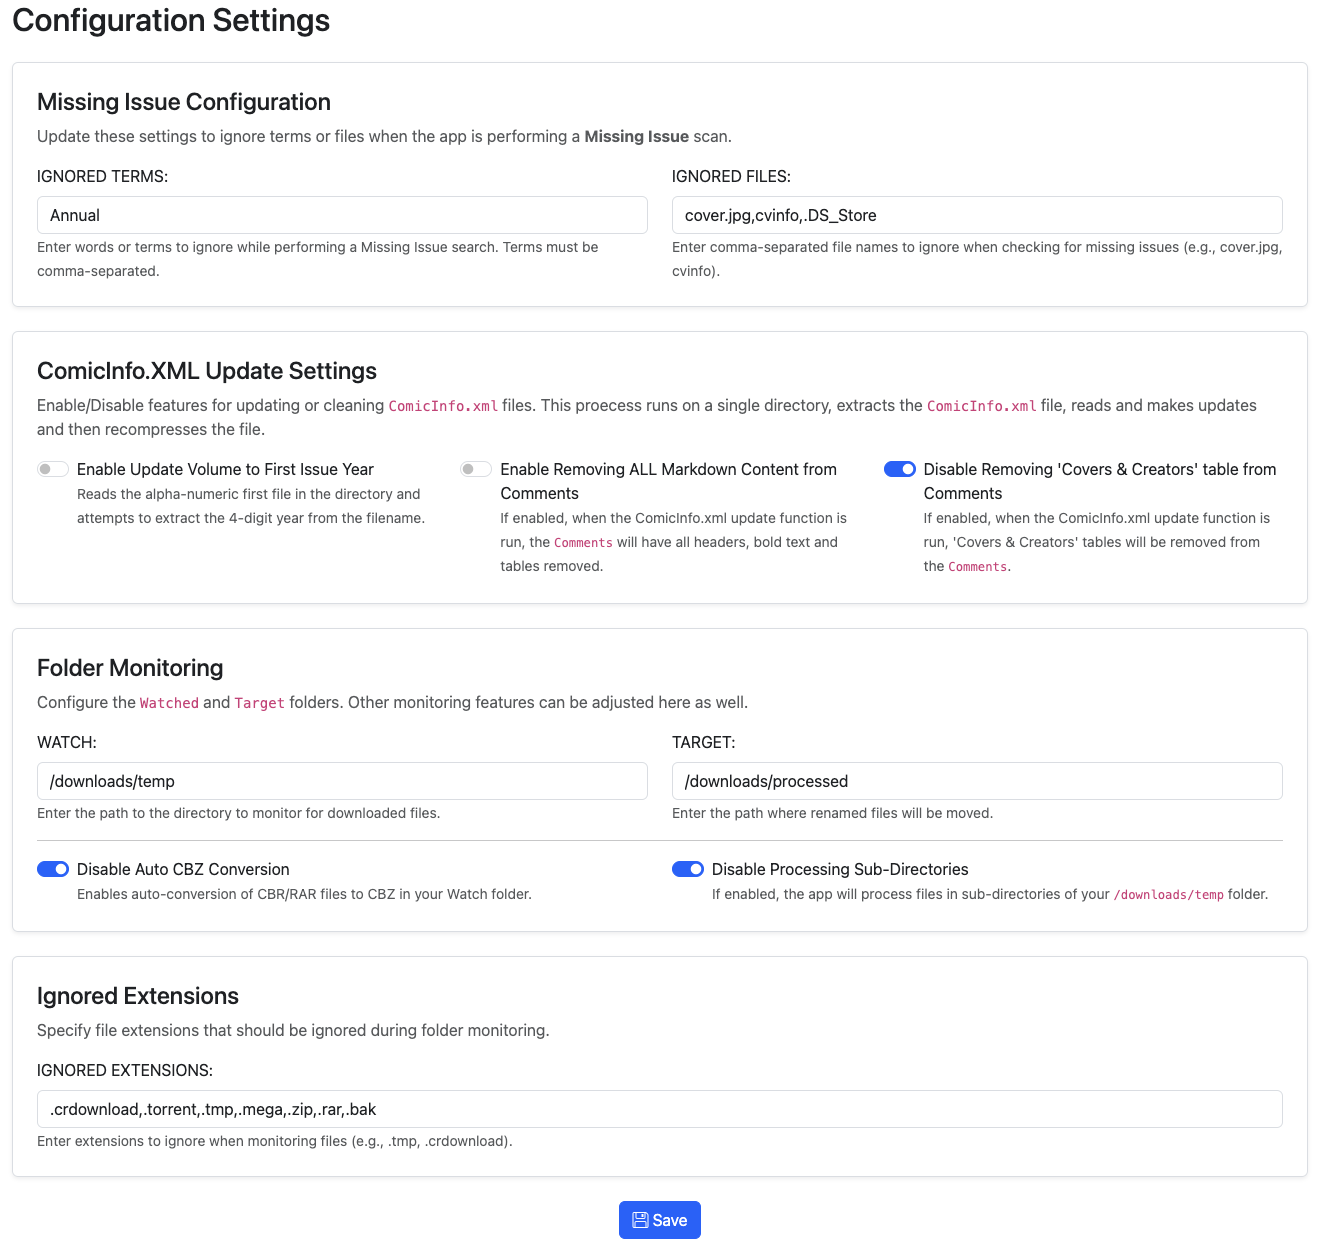 Configuration Settings
Missing Issue Configuration
Update these settings to ignore terms or files when the app is performing a Missing Issue scan.
IGNORED TERMS:
Annual
Enter words or terms to ignore while performing a Missing Issue search. Terms must be
comma-separated.
IGNORED FILES:
cover.jpg,cvinfo,.DS_Store
Enter comma-separated file names to ignore when checking for missing issues (e.g., cover.jpg,
cvinfo).
ComicInfo.XML Update Settings
Enable/Disable features for updating or cleaning ComicInfo.xml files. This proecess runs on a single directory, extracts the ComicInfo.xml file, reads and makes updates
and then recompresses the file.
Enable Update Volume to First Issue Year
Reads the alpha-numeric first file in the directory and
attempts to extract the 4-digit year from the filename.
Enable Removing ALL Markdown Content from
Comments
If enabled, when the ComicInfo.xml update function is
run, the Comments will have all headers, bold text and
tables removed.
Disable Removing 'Covers & Creators' table from
Comments
If enabled, when the ComicInfo.xml update function is
run, 'Covers & Creators' tables will be removed from
the Comments.
Folder Monitoring
Configure the Watched and Target folders. Other monitoring features can be adjusted here as well.
WATCH:
/downloads/temp
Enter the path to the directory to monitor for downloaded files.
TARGET:
/downloads/processed
Enter the path where renamed files will be moved.
Disable Auto CBZ Conversion
Enables auto-conversion of CBR/RAR files to CBZ in your Watch folder.
Disable Processing Sub-Directories
If enabled, the app will process files in sub-directories of your /downloads/temp folder.
Ignored Extensions
Specify file extensions that should be ignored during folder monitoring.
IGNORED EXTENSIONS:
.crdownload,.torrent,.tmp,.mega,.zip,.rar,.bak
Enter extensions to ignore when monitoring files (e.g., .tmp, .crdownload).
Save